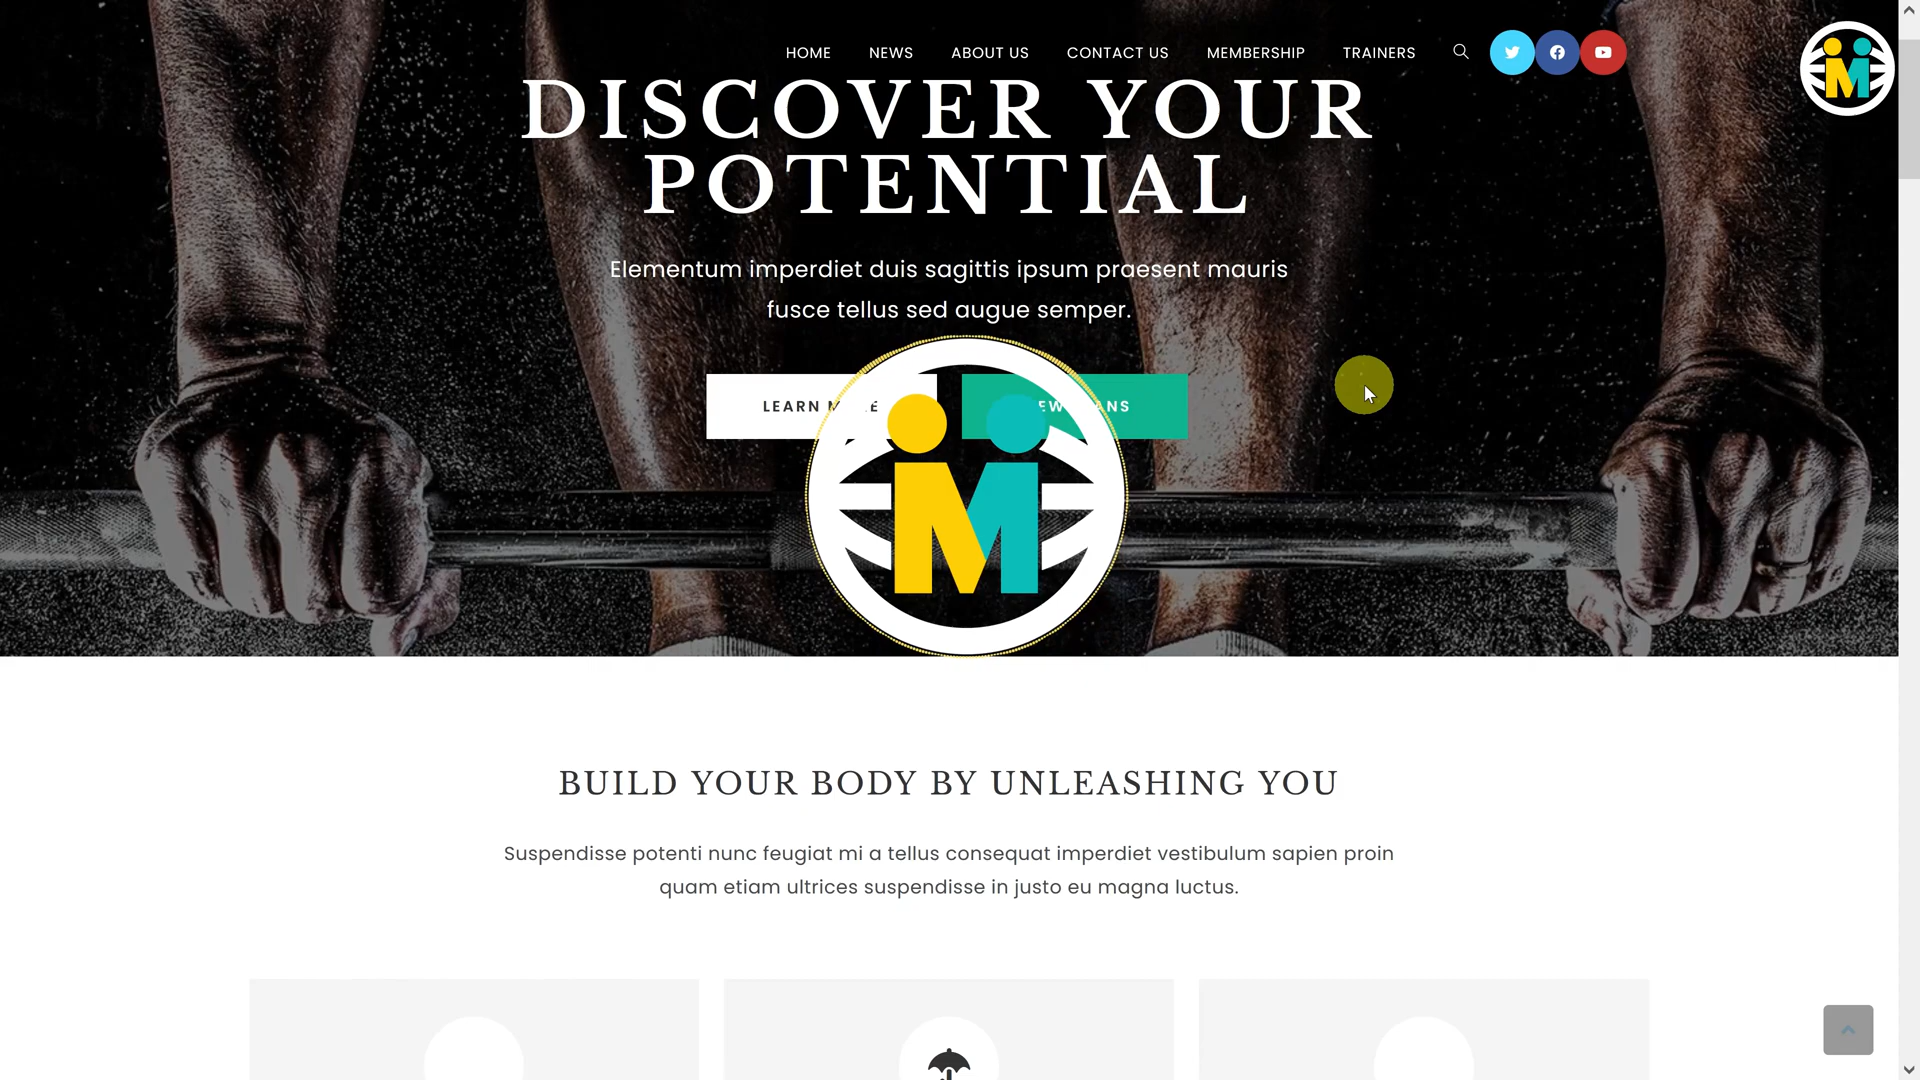 HOME NEWS ABOUT US CONTACT US MEMBERSHIP TRAINERS
DISCOVER YOUR
POTENTIAL
Elementum imperdiet duis sagittis ipsum praesent mauris
fusce tellus sed augue semper.
LEARN
M
BUILD YOUR BODY BY UNLEASHING YOU
Suspendisse potenti nunc feugiat mi a tellus consequat imperdiet vestibulum sapien proin
quam etiam ultrices suspendisse in justo eu magna luctus.